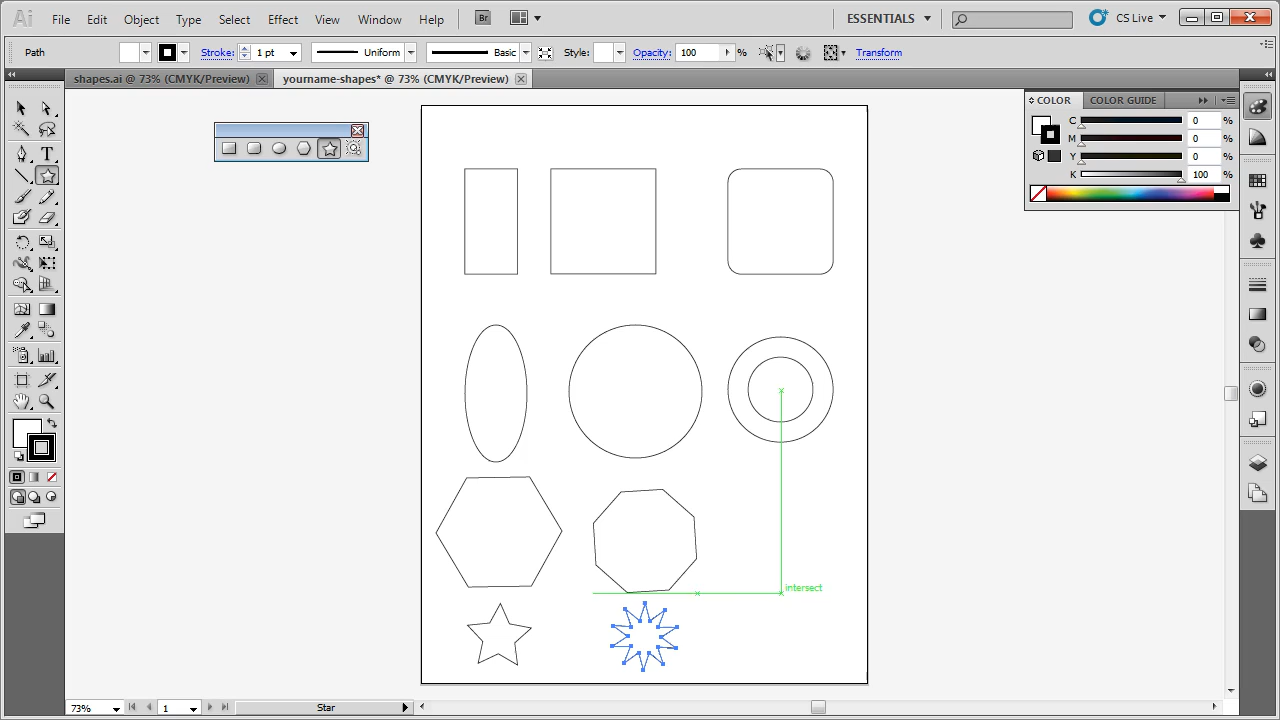 Ai File Edit Object Type Select Effect View Window Help Br ESSENTIALS CS Live
Path Stroke: 1 pt Uniform Basic Style: Opacity: 100 % Transform
shapes.ai @ 73% (CMYK/Preview) yourname-shapes* @ 73% (CMYK/Preview)
COLOR COLOR GUIDE
C 0 %
M 0 %
Y 0 %
K 100 %
T
intersect
73% 1 Star